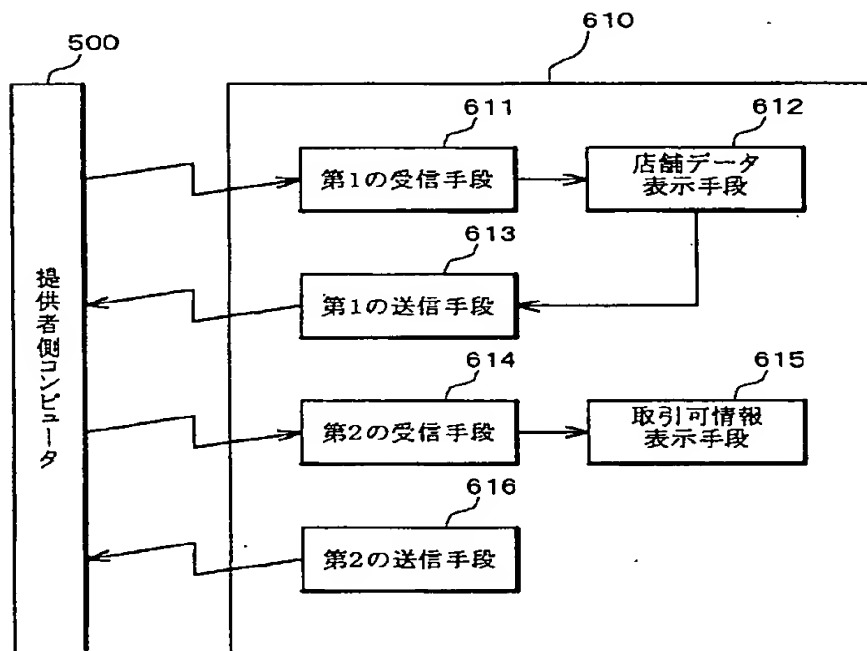 500
610
611
612
第1の受信手段
店舗データ
表示手段
613
第1の送信手段
提供者側コンピュータ
614
615
第2の受信手段
取引可情報
表示手段
616
第2の送信手段